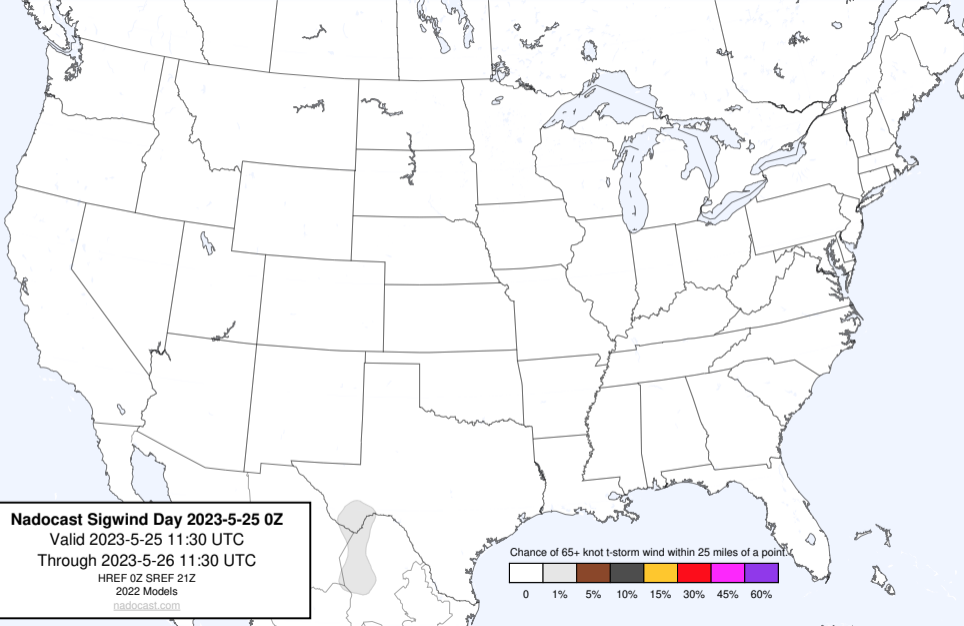 Nadocast Sigwind Day 2023-5-25 0Z
Valid 2023-5-25 11:30 UTC
Through 2023-5-26 11:30 UTC
HREF 0Z SREF 21Z
2022 Models
nadocast.com
Chance of 65+ knot t-storm wind within 25 miles of a point.
0 1% 5% 10% 15% 30% 45% 60%